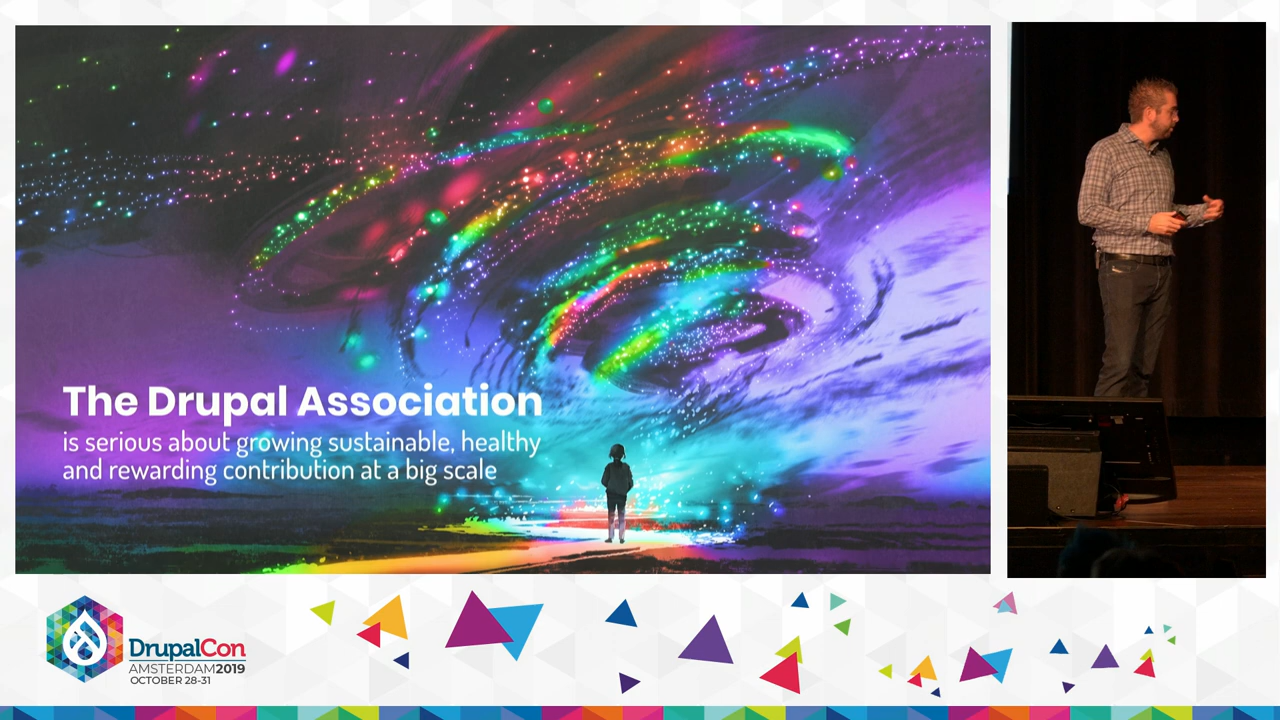 The Drupal Association
is serious about growing sustainable, healthy
and rewarding contribution at a big scale
DrupalCon
AMSTERDAM2019
OCTOBER 28-31